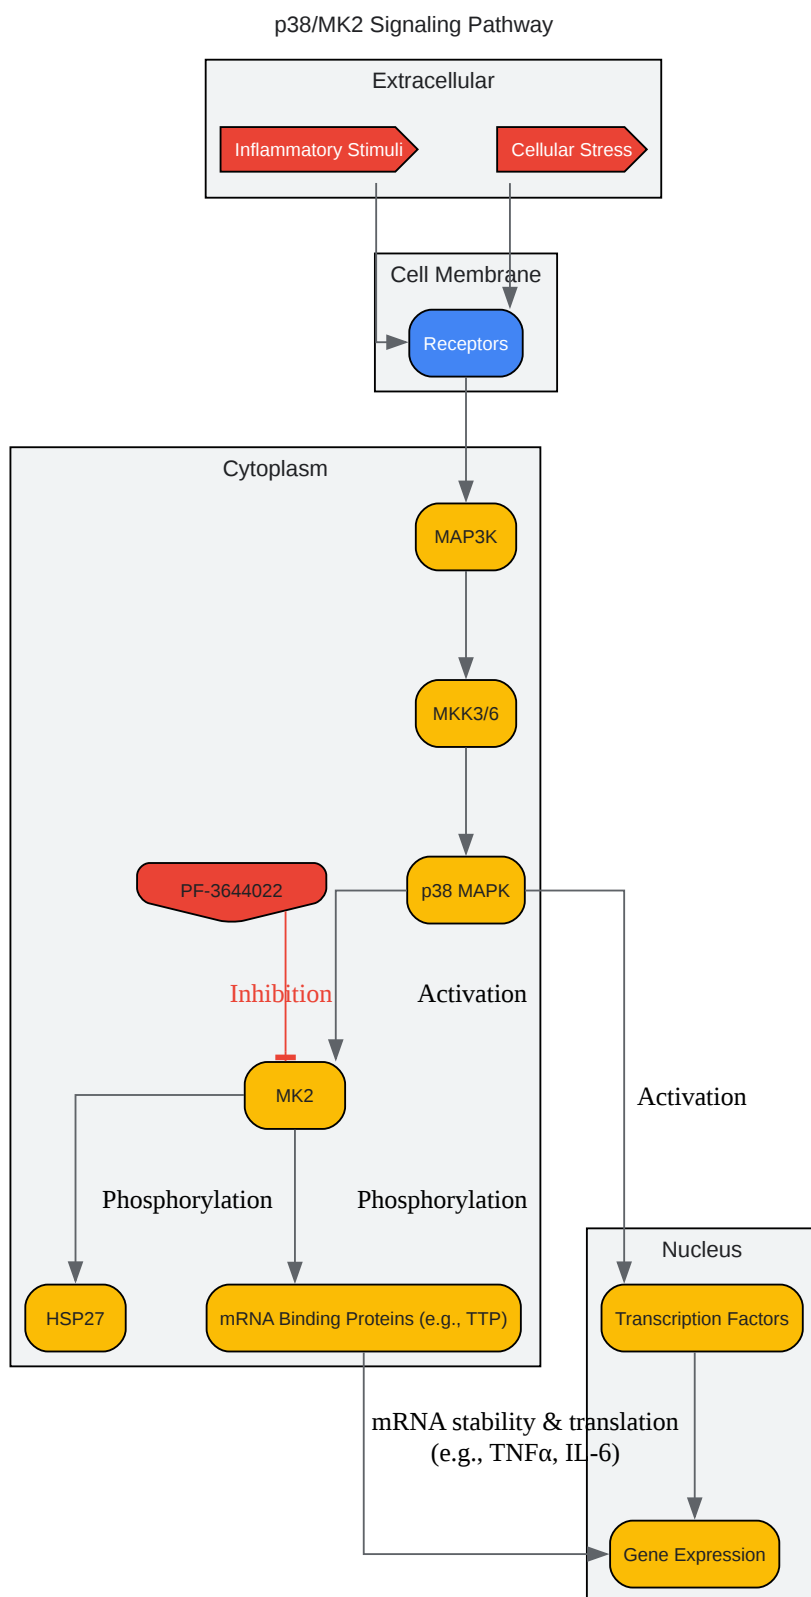 p38/MK2 Signaling Pathway
Extracellular
Inflammatory Stimuli
Cellular Stress
Cell Membrane
Receptors
Cytoplasm
MAP3K
MKK3/6
PF-3644022
p38 MAPK
Inhibition
Activation
MK2
Activation
Phosphorylation
Phosphorylation
Nucleus
HSP27
mRNA Binding Proteins (e.g., TTP)
Transcription Factors
mRNA stability & translation
(e.g., TNFα, IL-6)
Gene Expression